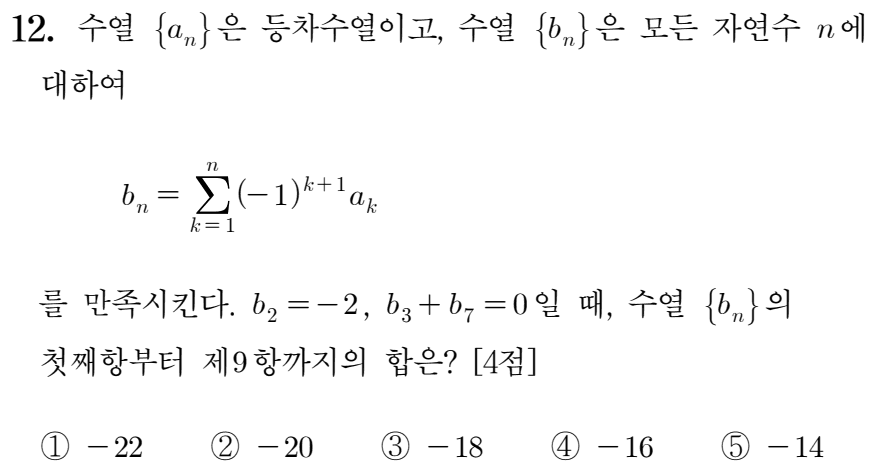 12. 수열 {aₙ}은 등차수열이고, 수열 {bₙ}은 모든 자연수 n에
대하여
bₙ = ∑ₖ₌₁ⁿ (−1)ᵏ⁺¹aₖ
를 만족시킨다. b₂ = −2, b₃ + b₇ = 0일 때, 수열 {bₙ}의
첫째항부터 제9항까지의 합은? [4점]
① −22 ② −20 ③ −18 ④ −16 ⑤ −14